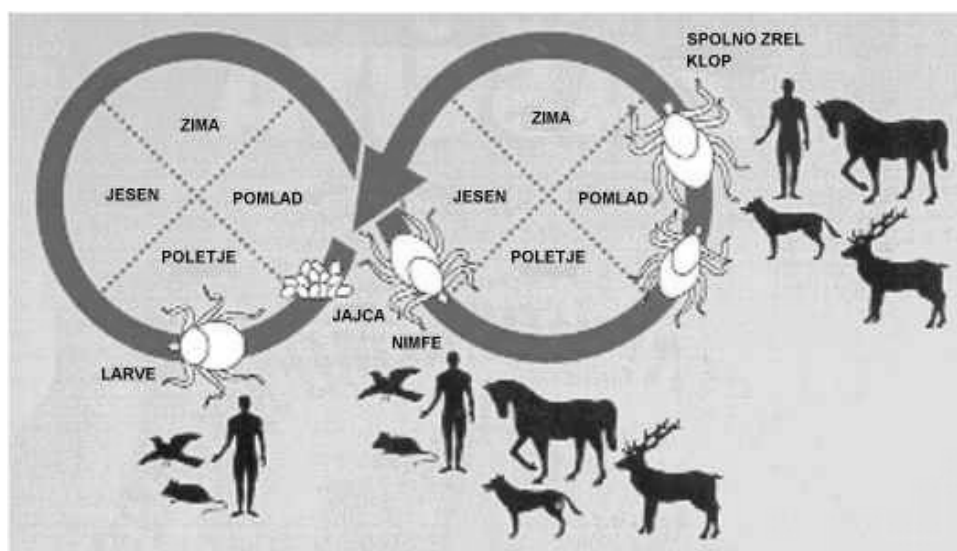 SPOLNO ZREL
KLOP
ZIMA
JESEN
POMLAD
POLETJE
ZIMA
JESEN
POMLAD
POLETJE
JAJCA
NIMFE
LARVE